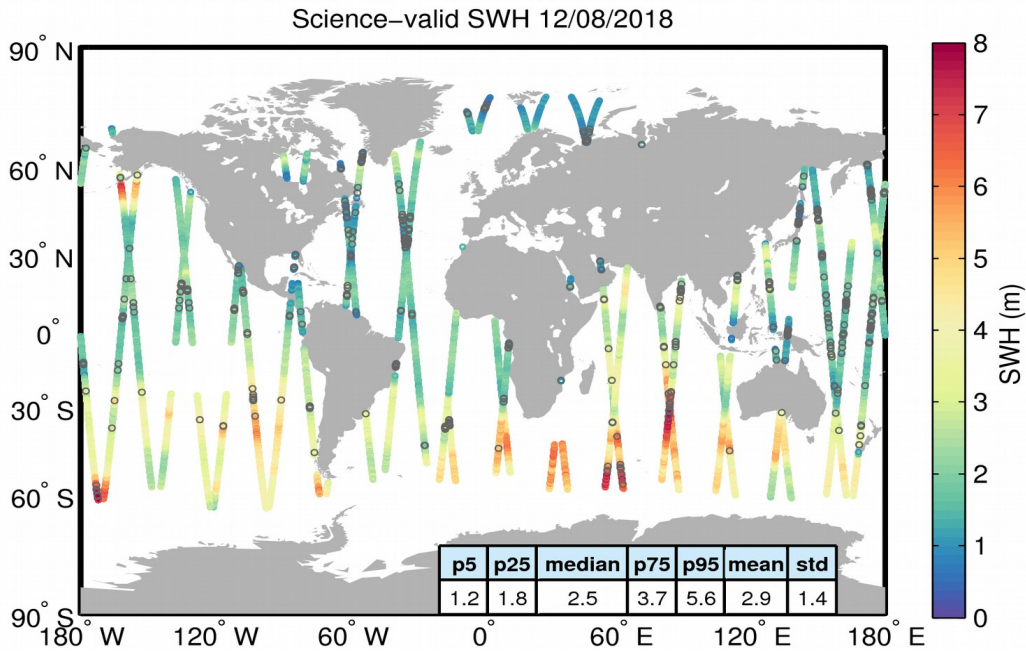 Science−valid SWH 12/08/2018
90° N
60° N
30° N
0°
30° S
60° S
90° S
180° W
120° W
60° W
0°
60° E
120° E
180° E
p5 p25 median p75 p95 mean std
1.2 1.8 2.5 3.7 5.6 2.9 1.4
8
7
6
5
4
3
2
1
0
SWH (m)